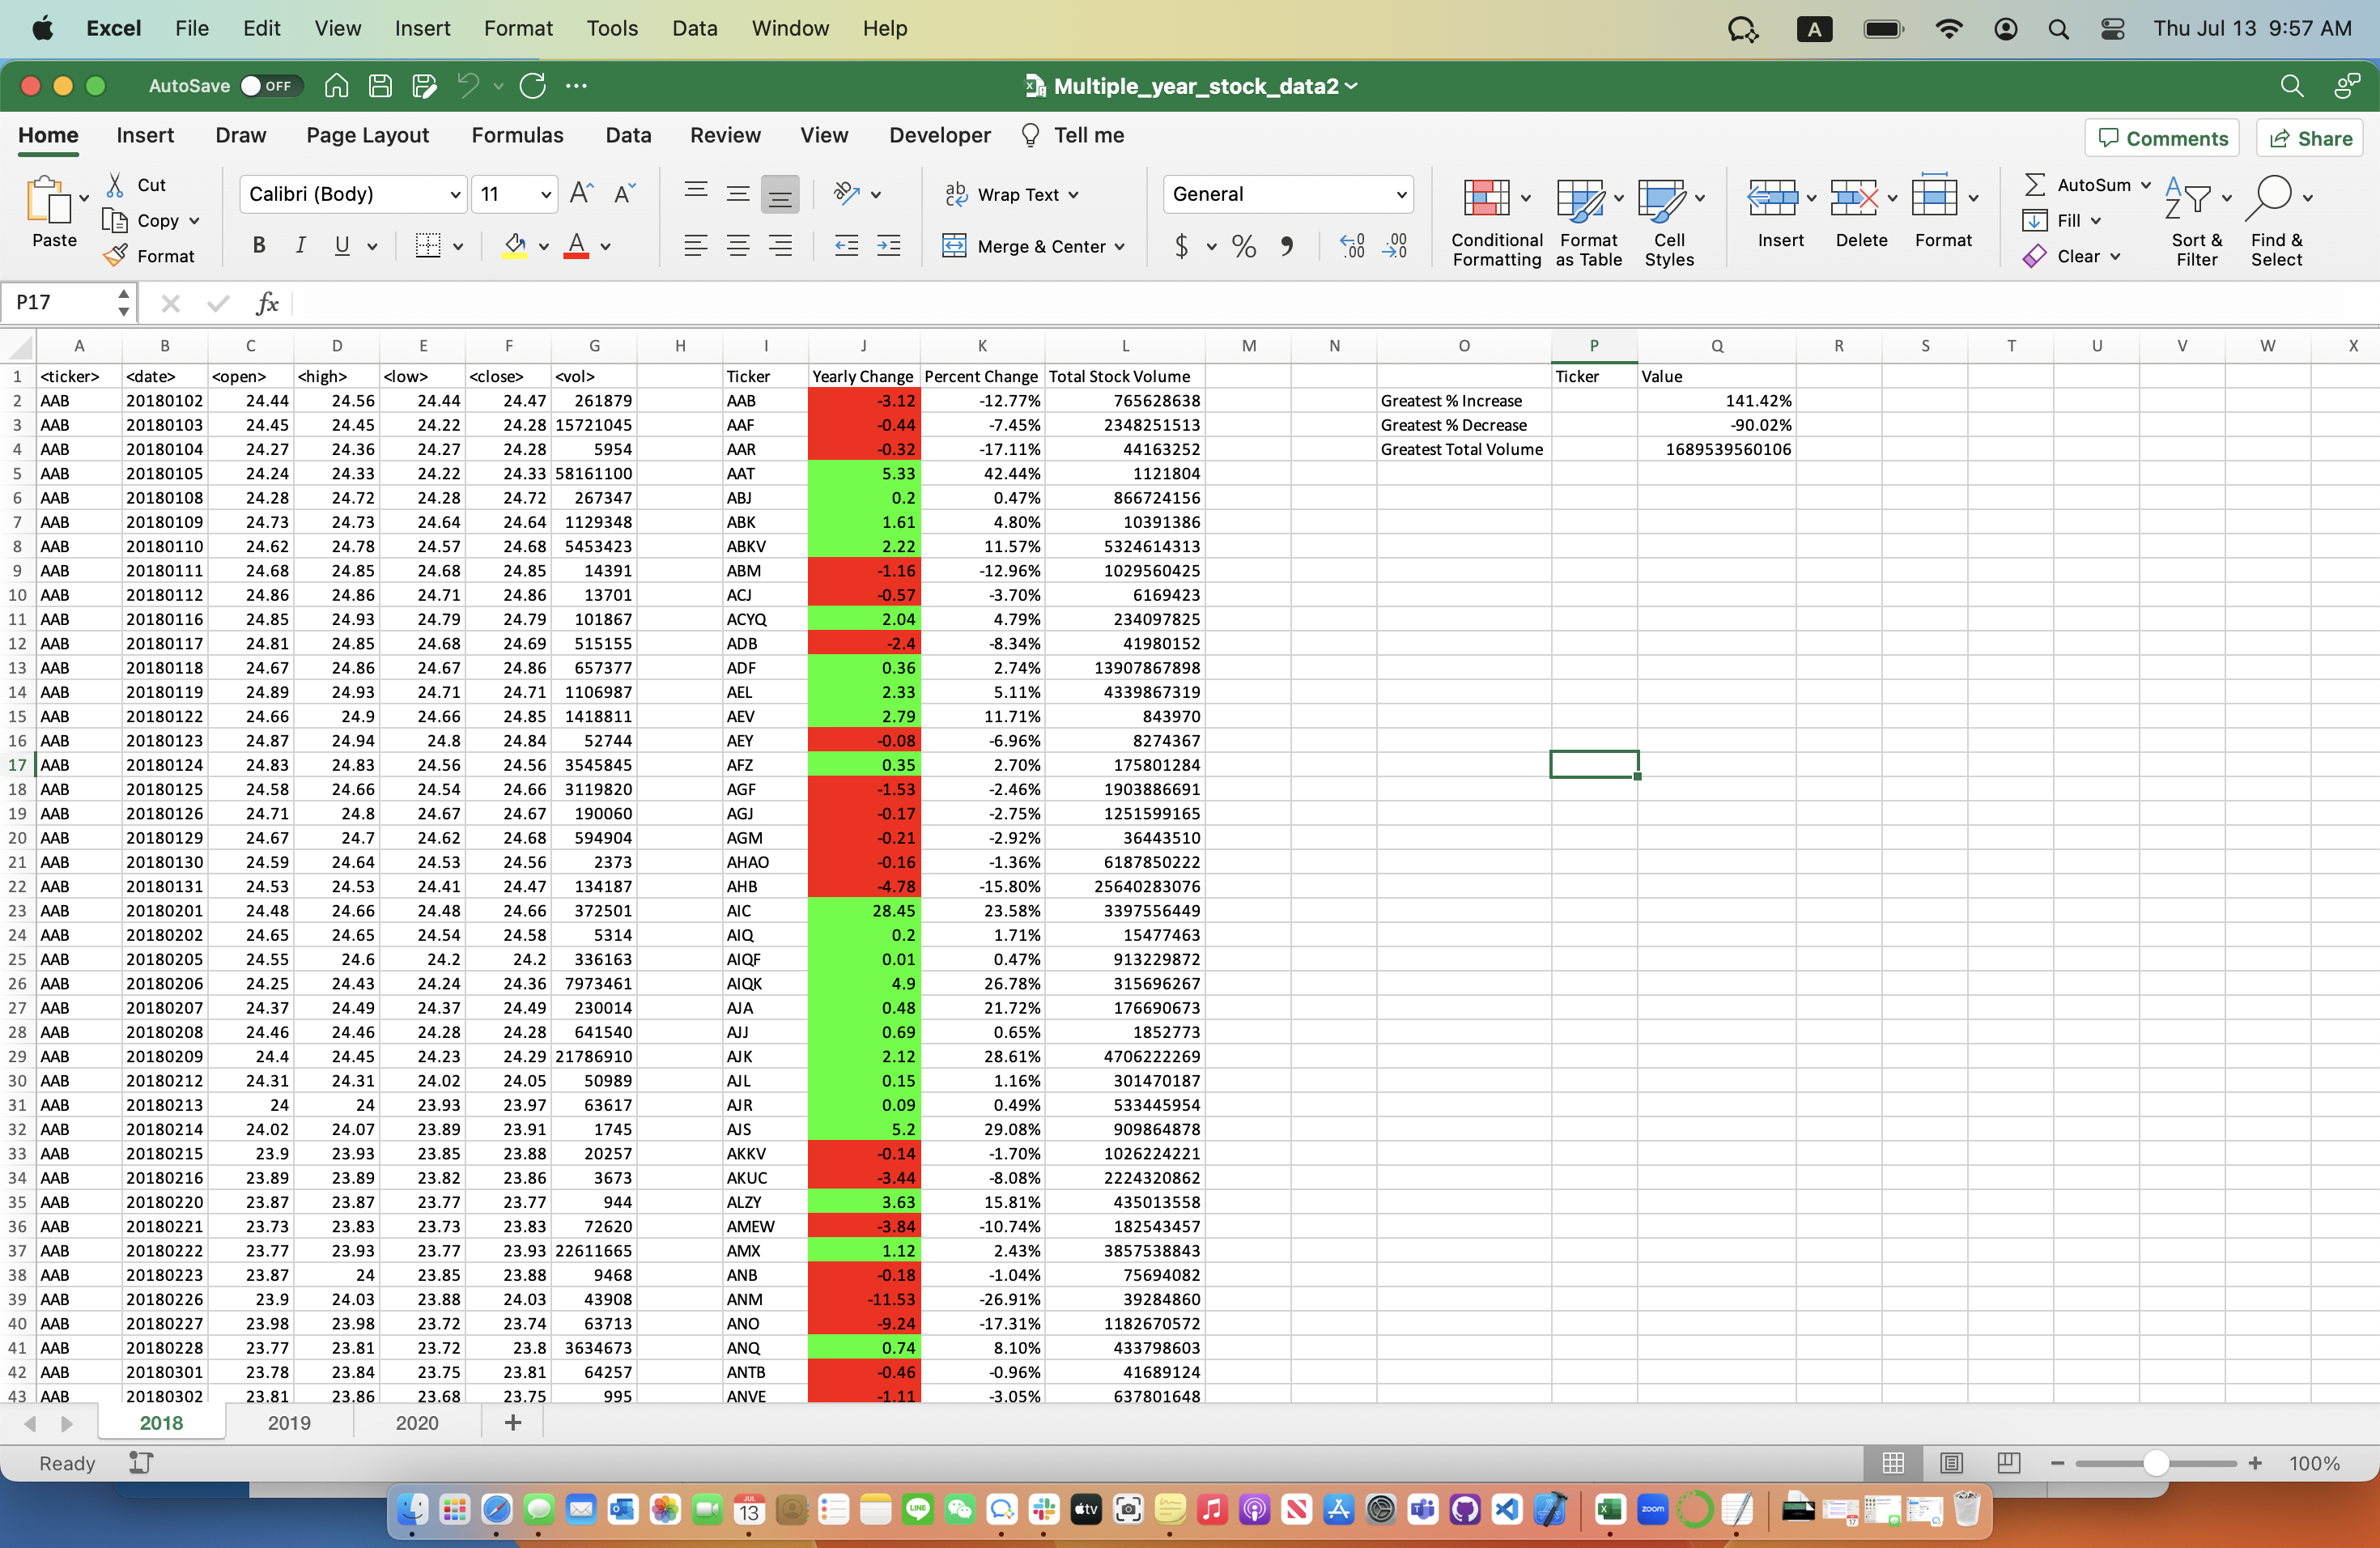 Excel File Edit View Insert Format Tools Data Window Help A Thu Jul 13 9:57 AM
AutoSave OFF Multiple_year_stock_data2
Home Insert Draw Page Layout Formulas Data Review View Developer Tell me Comments Share
Paste Cut Copy Format Calibri (Body) 11 B I U Wrap Text Merge & Center General $ % Conditional Formatting Format as Table Cell Styles Insert Delete Format AutoSum Fill Clear Sort & Filter Find & Select
P17 fx
A B C D E F G H I J K L M N O P Q R S T U V W X
1 <ticker> <date> <open> <high> <low> <close> <vol> Ticker Yearly Change Percent Change Total Stock Volume Ticker Value
2 AAB 20180102 24.44 24.56 24.44 24.47 261879 AAB -3.12 -12.77% 765628638 Greatest % Increase 141.42%
3 AAB 20180103 24.45 24.45 24.22 24.28 15721045 AAF -0.44 -7.45% 2348251513 Greatest % Decrease -90.02%
4 AAB 20180104 24.27 24.36 24.27 24.28 5954 AAR -0.32 -17.11% 44163252 Greatest Total Volume 1689539560106
5 AAB 20180105 24.24 24.33 24.22 24.33 58161100 AAT 5.33 42.44% 1121804
6 AAB 20180108 24.28 24.72 24.28 24.72 267347 ABJ 0.2 0.47% 866724156
7 AAB 20180109 24.73 24.73 24.64 24.64 1129348 ABK 1.61 4.80% 10391386
8 AAB 20180110 24.62 24.78 24.57 24.68 5453423 ABKV 2.22 11.57% 5324614313
9 AAB 20180111 24.68 24.85 24.68 24.85 14391 ABM -1.16 -12.96% 1029560425
10 AAB 20180112 24.86 24.86 24.71 24.86 13701 ACJ -0.57 -3.70% 6169423
11 AAB 20180116 24.85 24.93 24.79 24.79 101867 ACYQ 2.04 4.79% 234097825
12 AAB 20180117 24.81 24.85 24.68 24.69 515155 ADB -2.4 -8.34% 41980152
13 AAB 20180118 24.67 24.86 24.67 24.86 657377 ADF 0.36 2.74% 13907867898
14 AAB 20180119 24.89 24.93 24.71 24.71 1106987 AEL 2.33 5.11% 4339867319
15 AAB 20180122 24.66 24.9 24.66 24.85 1418811 AEV 2.79 11.71% 843970
16 AAB 20180123 24.87 24.94 24.8 24.84 52744 AEY -0.08 -6.96% 8274367
17 AAB 20180124 24.83 24.83 24.56 24.56 3545845 AFZ 0.35 2.70% 175801284
18 AAB 20180125 24.58 24.66 24.54 24.66 3119820 AGF -1.53 -2.46% 1903886691
19 AAB 20180126 24.71 24.8 24.67 24.67 190060 AGJ -0.17 -2.75% 1251599165
20 AAB 20180129 24.67 24.7 24.62 24.68 594904 AGM -0.21 -2.92% 36443510
21 AAB 20180130 24.59 24.64 24.53 24.56 2373 AHAO -0.16 -1.36% 6187850222
22 AAB 20180131 24.53 24.53 24.41 24.47 134187 AHB -4.78 -15.80% 25640283076
23 AAB 20180201 24.48 24.66 24.48 24.66 372501 AIC 28.45 23.58% 3397556449
24 AAB 20180202 24.65 24.65 24.54 24.58 5314 AIQ 0.2 1.71% 15477463
25 AAB 20180205 24.55 24.6 24.2 24.2 336163 AIQF 0.01 0.47% 913229872
26 AAB 20180206 24.25 24.43 24.24 24.36 7973461 AIQK 4.9 26.78% 315696267
27 AAB 20180207 24.37 24.49 24.37 24.49 230014 AJA 0.48 21.72% 176690673
28 AAB 20180208 24.46 24.46 24.28 24.28 641540 AJJ 0.69 0.65% 1852773
29 AAB 20180209 24.4 24.45 24.23 24.29 21786910 AJK 2.12 28.61% 4706222269
30 AAB 20180212 24.31 24.31 24.02 24.05 50989 AJL 0.15 1.16% 301470187
31 AAB 20180213 24 24 23.93 23.97 63617 AJR 0.09 0.49% 533445954
32 AAB 20180214 24.02 24.07 23.89 23.91 1745 AJS 5.2 29.08% 909864878
33 AAB 20180215 23.9 23.93 23.85 23.88 20257 AKKV -0.14 -1.70% 1026224221
34 AAB 20180216 23.89 23.89 23.82 23.86 3673 AKUC -3.44 -8.08% 2224320862
35 AAB 20180220 23.87 23.87 23.77 23.77 944 ALZY 3.63 15.81% 435013558
36 AAB 20180221 23.73 23.83 23.73 23.83 72620 AMEW -3.84 -10.74% 182543457
37 AAB 20180222 23.77 23.93 23.77 23.93 22611665 AMX 1.12 2.43% 3857538843
38 AAB 20180223 23.87 24 23.85 23.88 9468 ANB -0.18 -1.04% 75694082
39 AAB 20180226 23.9 24.03 23.88 24.03 43908 ANM -11.53 -26.91% 39284860
40 AAB 20180227 23.98 23.98 23.72 23.74 63713 ANO -9.24 -17.31% 1182670572
41 AAB 20180228 23.77 23.81 23.72 23.8 3634673 ANQ 0.74 8.10% 433798603
42 AAB 20180301 23.78 23.84 23.75 23.81 64257 ANTB -0.46 -0.96% 41689124
43 AAB 20180302 23.81 23.86 23.68 23.75 995 ANVE -1.11 -3.05% 637801648
2018 2019 2020 +
Ready 100%
JUL 13 LINE tv zoom 17